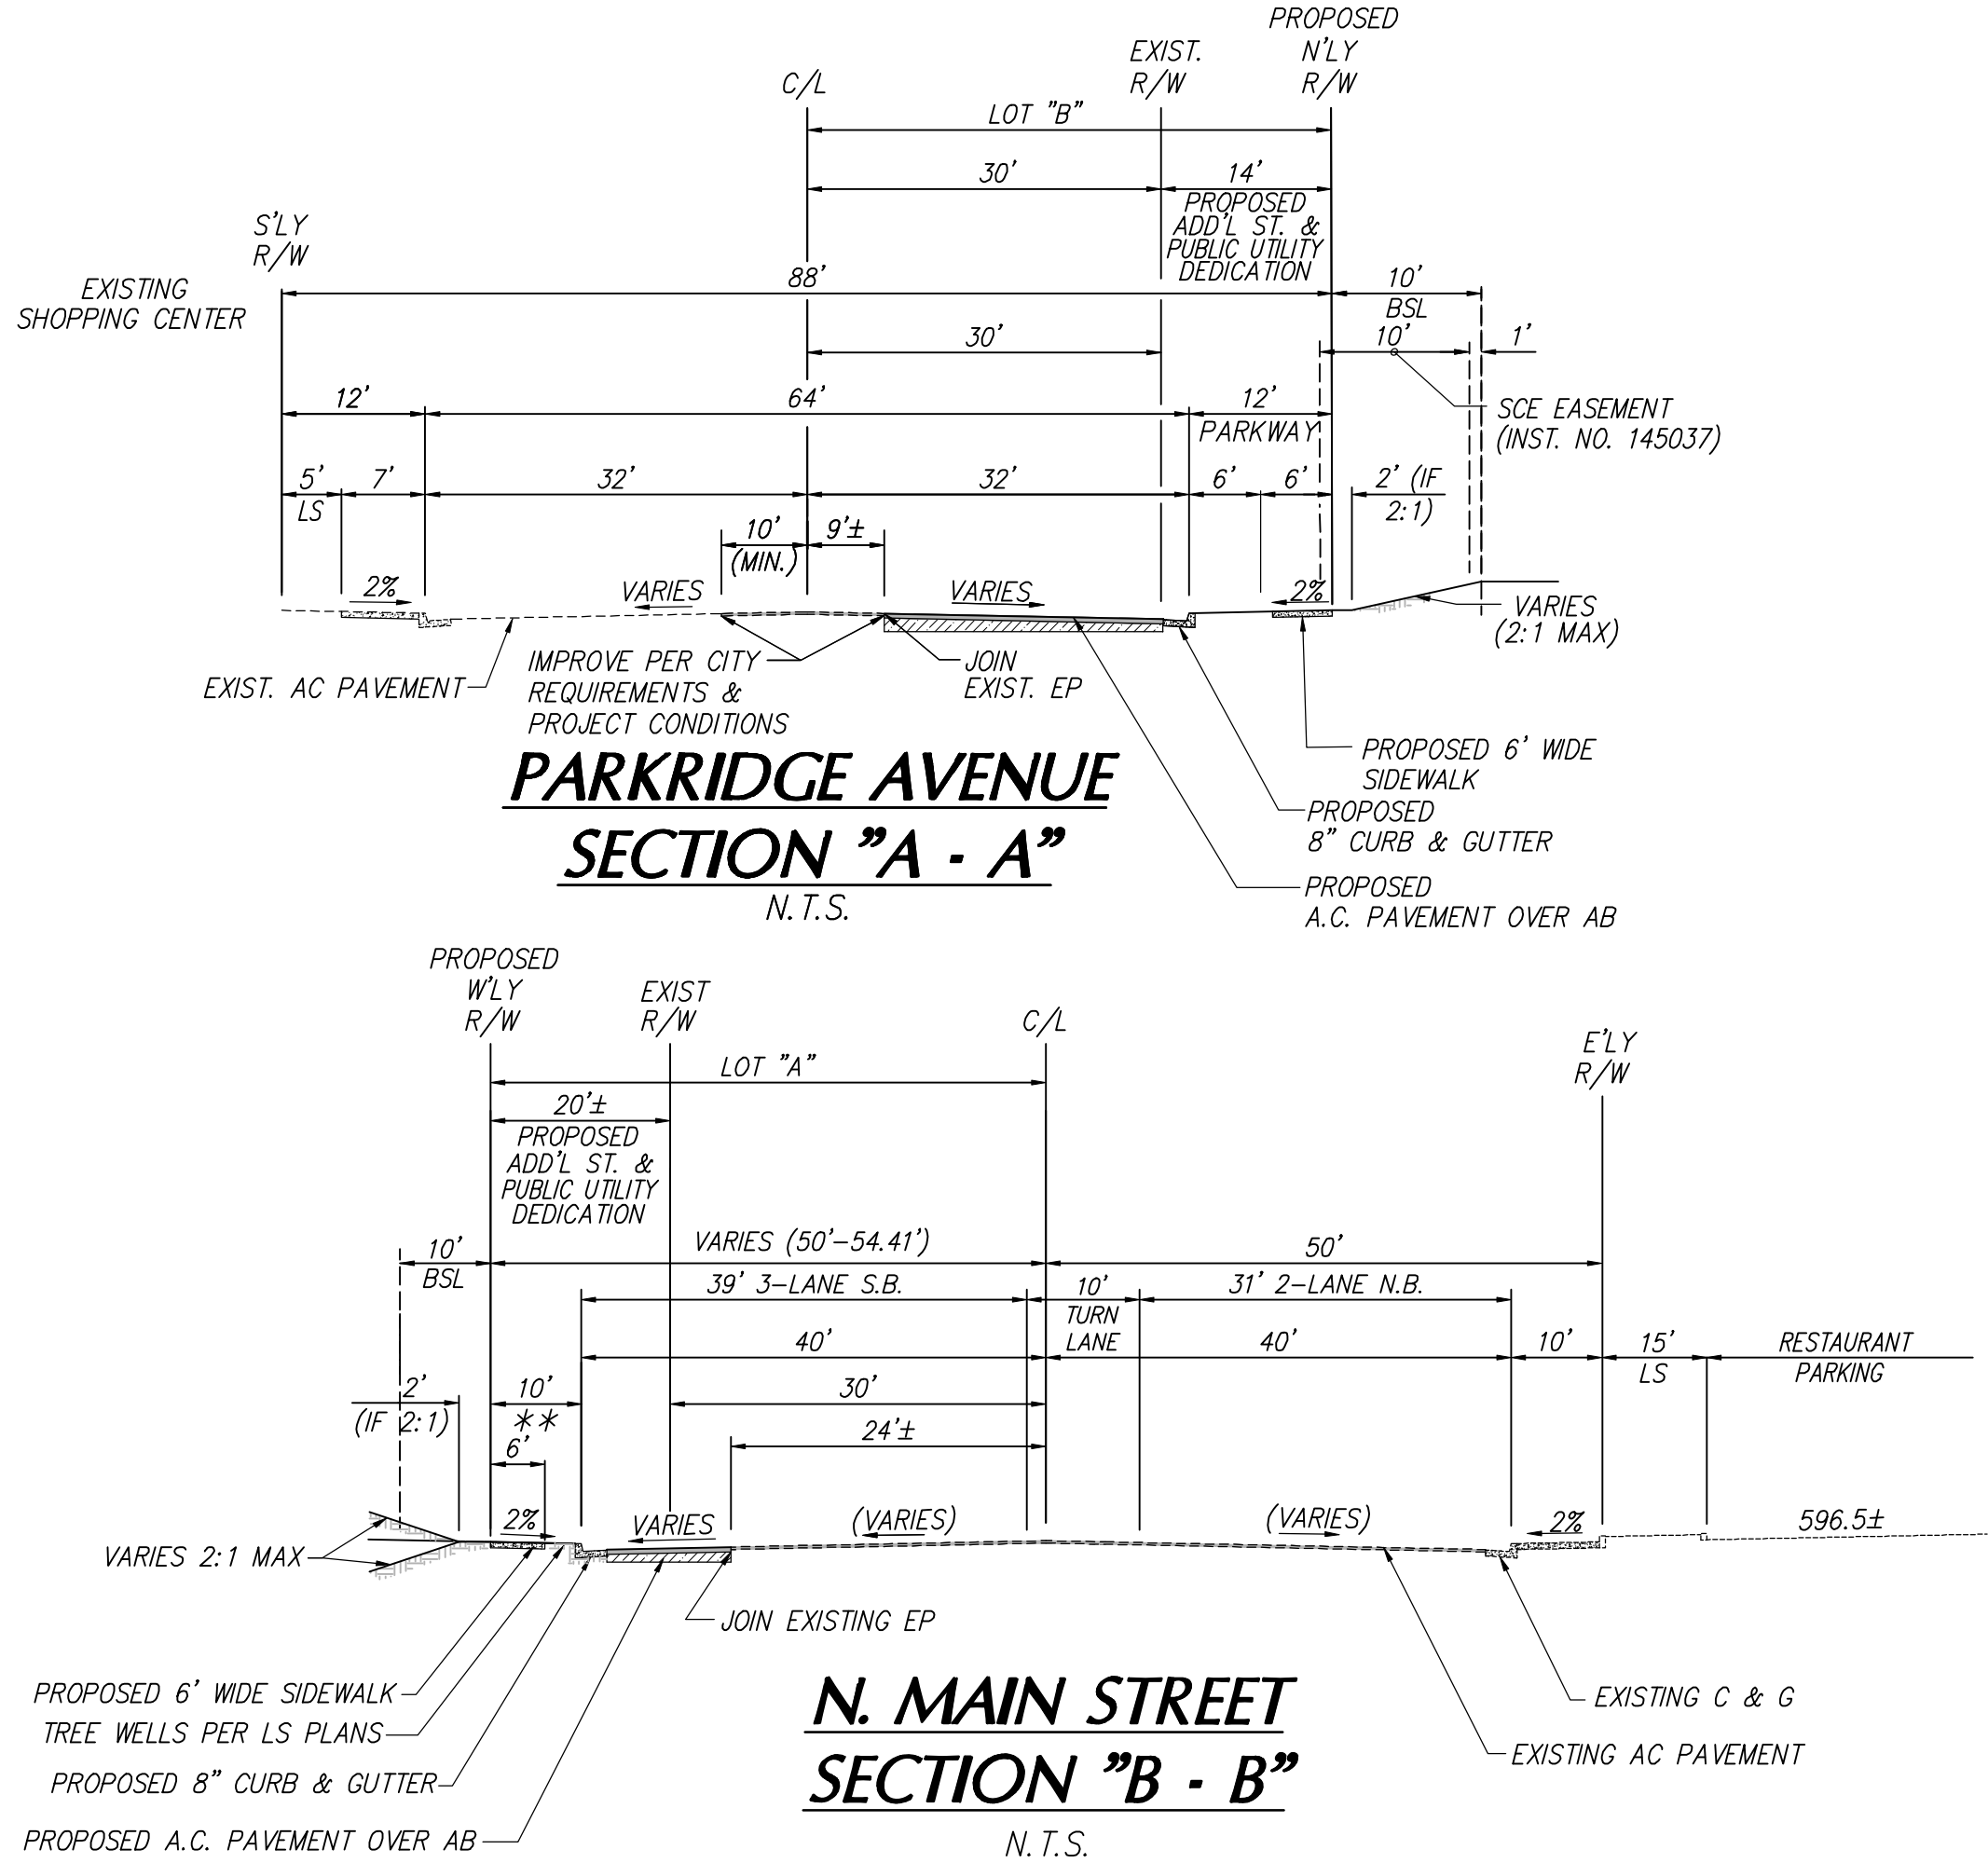 PROPOSED
N'LY
R/W
EXIST.
R/W
C/L
LOT "B"
30'
14'
PROPOSED
ADD'L ST. &
PUBLIC UTILITY
DEDICATION
S'LY
R/W
EXISTING
SHOPPING CENTER
88'
10'
BSL
30'
10'
1'
12'
64'
12'
PARKWAY
SCE EASEMENT
(INST. NO. 145037)
5'
LS
7'
32'
32'
6'
6'
2' (IF
2:1)
10'
(MIN.)
9'±
2%
VARIES
VARIES
2%
VARIES
(2:1 MAX)
EXIST. AC PAVEMENT
IMPROVE PER CITY
REQUIREMENTS &
PROJECT CONDITIONS
JOIN
EXIST. EP
PROPOSED 6' WIDE
SIDEWALK
PROPOSED
8" CURB & GUTTER
PROPOSED
A.C. PAVEMENT OVER AB
PARKRIDGE AVENUE
SECTION "A - A"
N.T.S.
PROPOSED
W'LY
R/W
EXIST
R/W
C/L
E'LY
R/W
LOT "A"
20'±
PROPOSED
ADD'L ST. &
PUBLIC UTILITY
DEDICATION
10'
BSL
VARIES (50'-54.41')
50'
39' 3-LANE S.B.
10'
TURN
LANE
31' 2-LANE N.B.
40'
40'
10'
15'
LS
RESTAURANT
PARKING
2'
(IF 2:1)
10'
**
30'
6'
24'±
2%
VARIES
(VARIES)
(VARIES)
2%
596.5±
VARIES 2:1 MAX
JOIN EXISTING EP
PROPOSED 6' WIDE SIDEWALK
TREE WELLS PER LS PLANS
PROPOSED 8" CURB & GUTTER
PROPOSED A.C. PAVEMENT OVER AB
EXISTING C & G
EXISTING AC PAVEMENT
N. MAIN STREET
SECTION "B - B"
N.T.S.